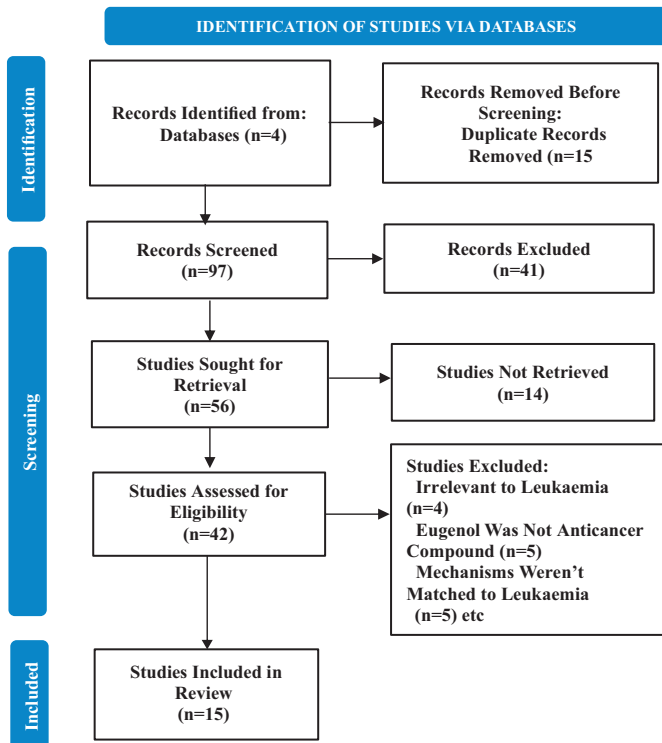 IDENTIFICATION OF STUDIES VIA DATABASES
Identification
Records Identified from:
Databases (n=4)
Records Removed Before
Screening:
Duplicate Records
Removed (n=15
Screening
Records Screened
(n=97)
Records Excluded
(n=41)
Studies Sought for
Retrieval
(n=56)
Studies Not Retrieved
(n=14)
Studies Assessed for
Eligibility
(n=42)
Studies Excluded:
Irrelevant to Leukaemia
(n=4)
Eugenol Was Not Anticancer
Compound (n=5)
Mechanisms Weren’t
Matched to Leukaemia
(n=5) etc
Included
Studies Included in
Review
(n=15)